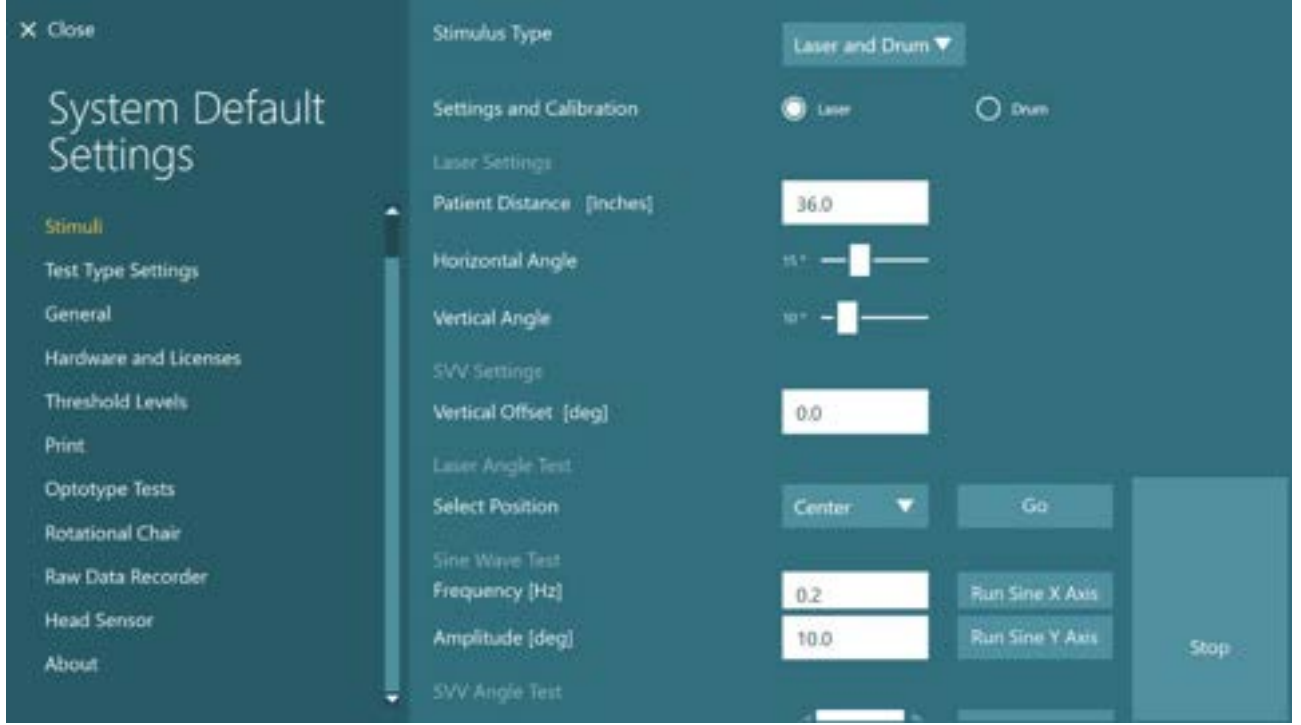 Close
System Default
Settings
Stimuli
Test Type Settings
General
Hardware and Licenses
Threshold Levels
Print
Optotype Tests
Rotational Chair
Raw Data Recorder
Head Sensor
About
Stimulus Type Laser and Drum
Settings and Calibration Laser Drum
Laser Settings
Patient Distance [Inches] 36.0
Horizontal Angle 15°
Vertical Angle 10°
SVV Settings
Vertical Offset [deg] 0.0
Laser Angle Test
Select Position Center Go
Sine Wave Test
Frequency [Hz] 0.2 Run Sine X Axis
Amplitude [deg] 10.0 Run Sine Y Axis
Stop
SVV Angle Test